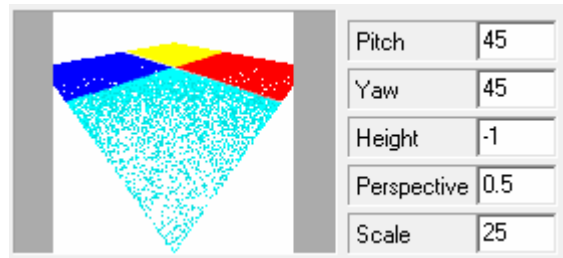 Pitch 45
Yaw 45
Height -1
Perspective 0.5
Scale 25